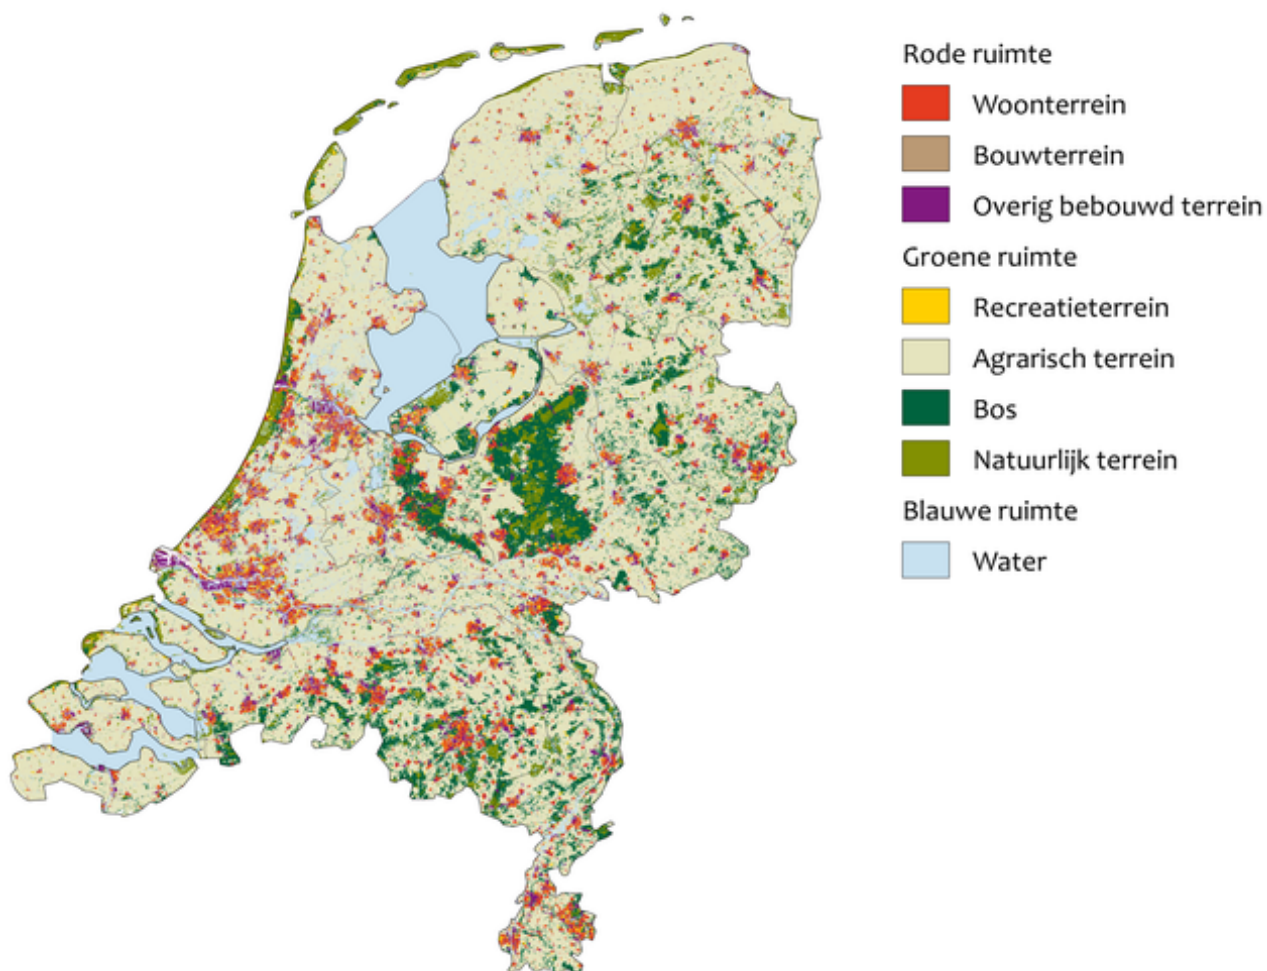 Rode ruimte
Woonterrein
Bouwterrein
Overig bebouwd terrein
Groene ruimte
Recreatieterrein
Agrarisch terrein
Bos
Natuurlijk terrein
Blauwe ruimte
Water